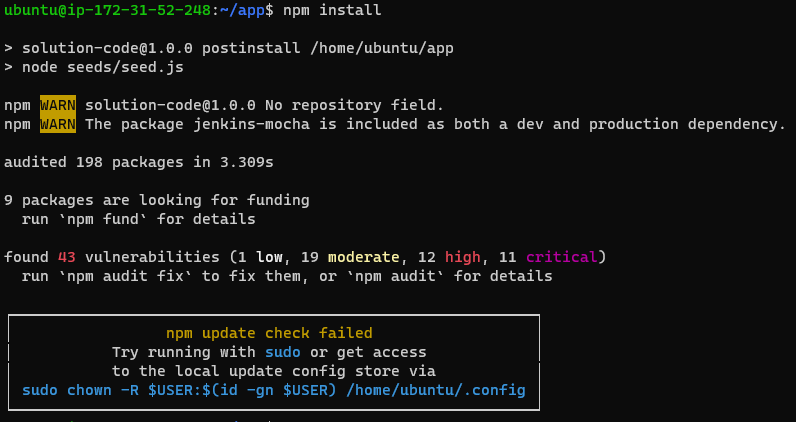 ubuntu@ip-172-31-52-248:~/app$ npm install
> solution-code@1.0.0 postinstall /home/ubuntu/app
> node seeds/seed.js
npm WARN solution-code@1.0.0 No repository field.
npm WARN The package jenkins-mocha is included as both a dev and production dependency.
audited 198 packages in 3.309s
9 packages are looking for funding
  run `npm fund` for details
found 43 vulnerabilities (1 low, 19 moderate, 12 high, 11 critical)
  run `npm audit fix` to fix them, or `npm audit` for details
npm update check failed
Try running with sudo or get access
to the local update config store via
sudo chown -R $USER:$(id -gn $USER) /home/ubuntu/.config